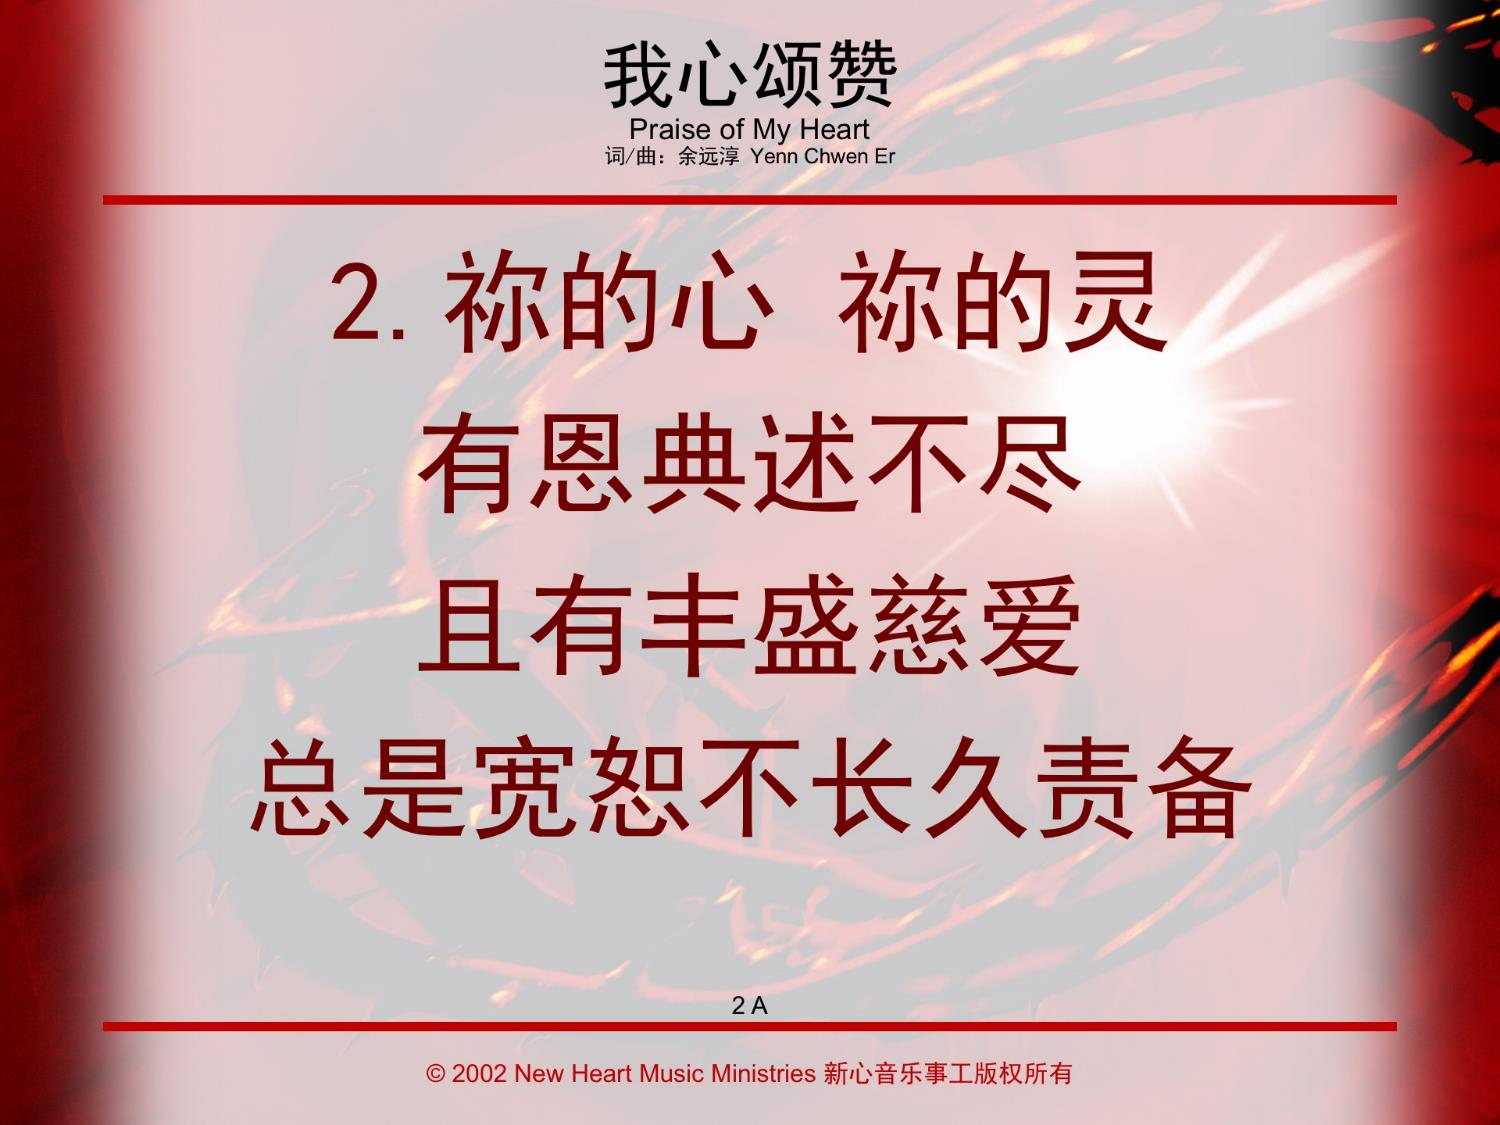 我心颂赞
Praise of My Heart
词/曲：余远淳 Yenn Chwen Er
2.祢的心 祢的灵
有恩典述不尽
且有丰盛慈爱
总是宽恕不长久责备
2 A
© 2002 New Heart Music Ministries 新心音乐事工版权所有